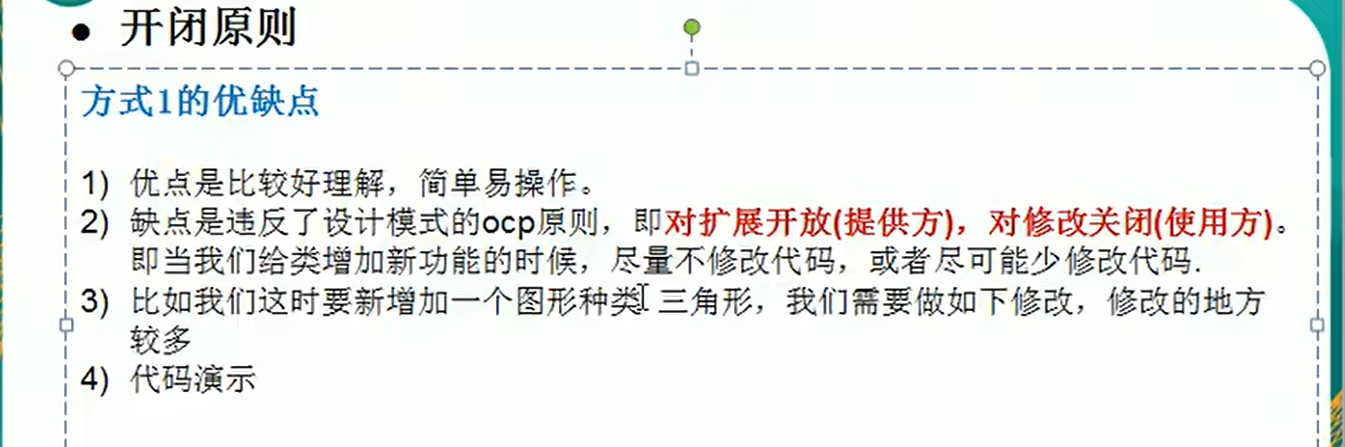 ● 开闭原则
方式1的优缺点
1) 优点是比较好理解，简单易操作。
2) 缺点是违反了设计模式的ocp原则，即对扩展开放(提供方)，对修改关闭(使用方)。
即当我们给类增加新功能的时候，尽量不修改代码，或者尽可能少修改代码.
3) 比如我们这时要新增加一个图形种类 三角形，我们需要做如下修改，修改的地方
较多
4) 代码演示